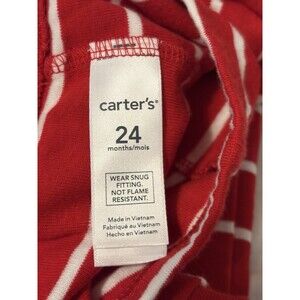 carter's®
24
months/mois
WEAR SNUG
FITTING.
NOT FLAME
RESISTANT.
Made in Vietnam
Fabriqué au Vietnam
Hecho en Vietnam